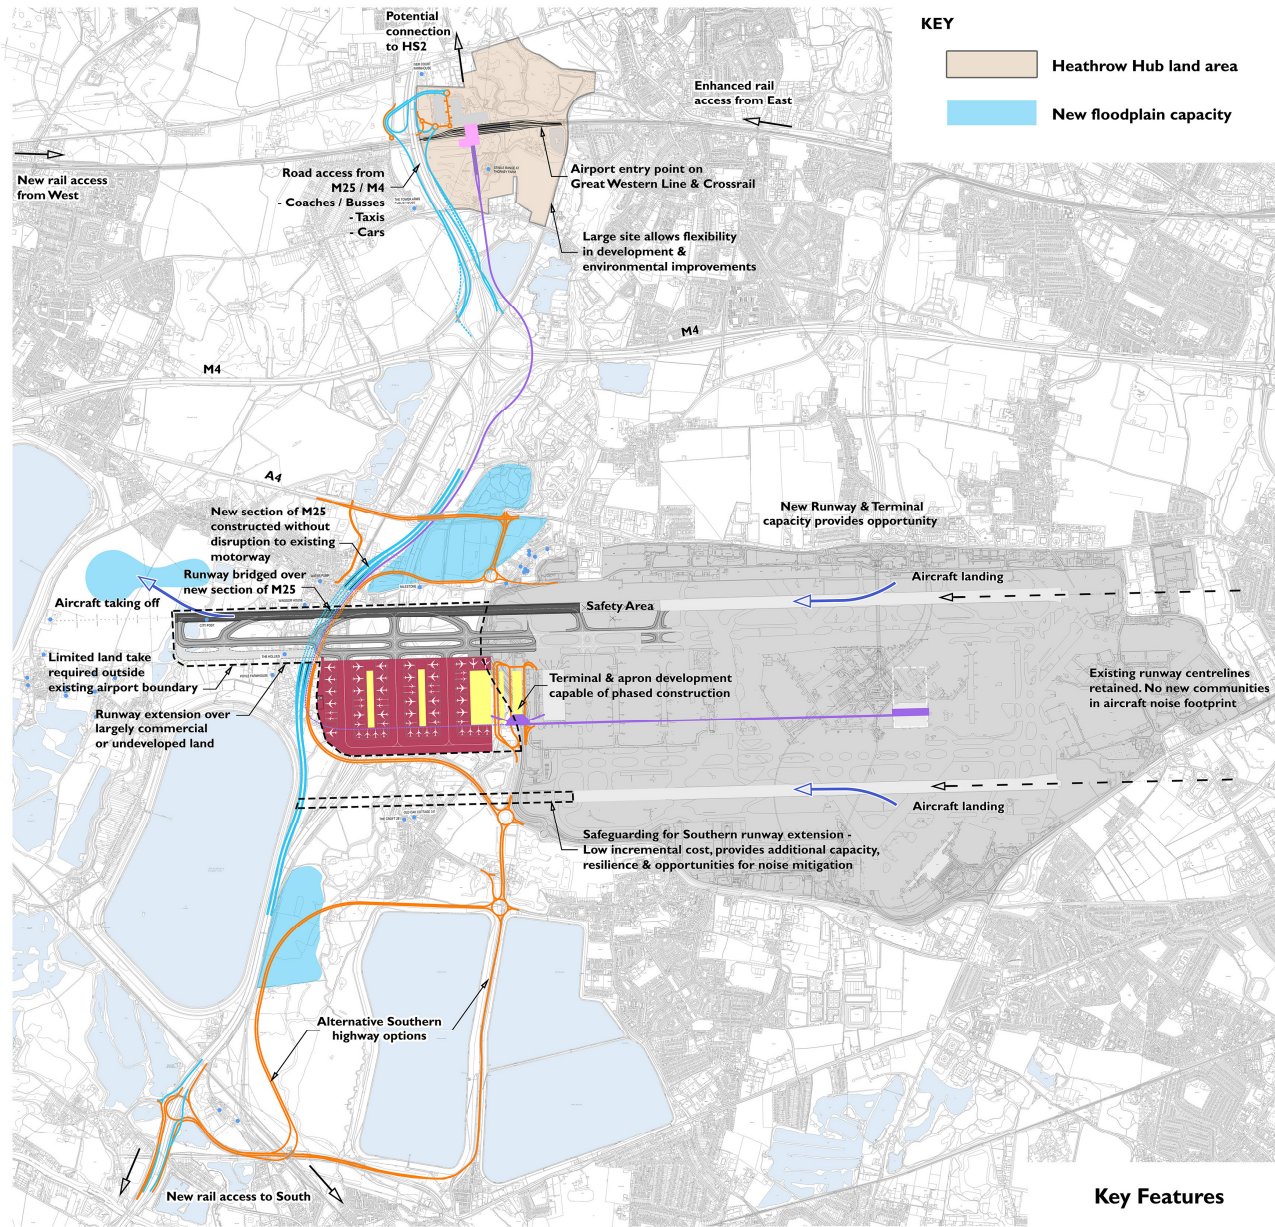 Potential
connection
to HS2
KEY
Heathrow Hub land area
New floodplain capacity
Enhanced rail
access from East
New rail access
from West
Road access from
M25 / M4
- Coaches / Busses
- Taxis
- Cars
Airport entry point on
Great Western Line & Crossrail
Large site allows flexibility
in development &
environmental improvements
M4
M4
A4
New section of M25
constructed without
disruption to existing
motorway
New Runway & Terminal
capacity provides opportunity
Runway bridged over
new section of M25
Aircraft landing
Aircraft taking off
Safety Area
Limited land take
required outside
existing airport boundary
Terminal & apron development
capable of phased construction
Existing runway centrelines
retained. No new communities
in aircraft noise footprint
Runway extension over
largely commercial
or undeveloped land
Aircraft landing
Safeguarding for Southern runway extension -
Low incremental cost, provides additional capacity,
resilience & opportunities for noise mitigation
Alternative Southern
highway options
New rail access to South
Key Features